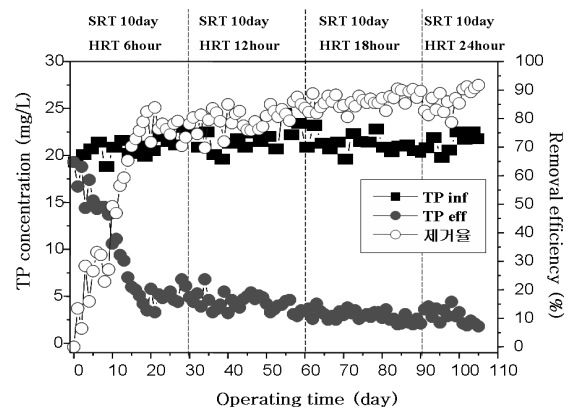 SRT 10day SRT 10day SRT 10day SRT 10day
HRT 6hour HRT 12hour HRT 18hour HRT 24hour
30
25
20
15
10
5
0
TP concentration (mg/L)
TP inf
TP eff
제거율
100
90
80
70
60
50
40
30
20
10
0
Removal efficiency (%)
0 10 20 30 40 50 60 70 80 90 100 110
Operating time (day)